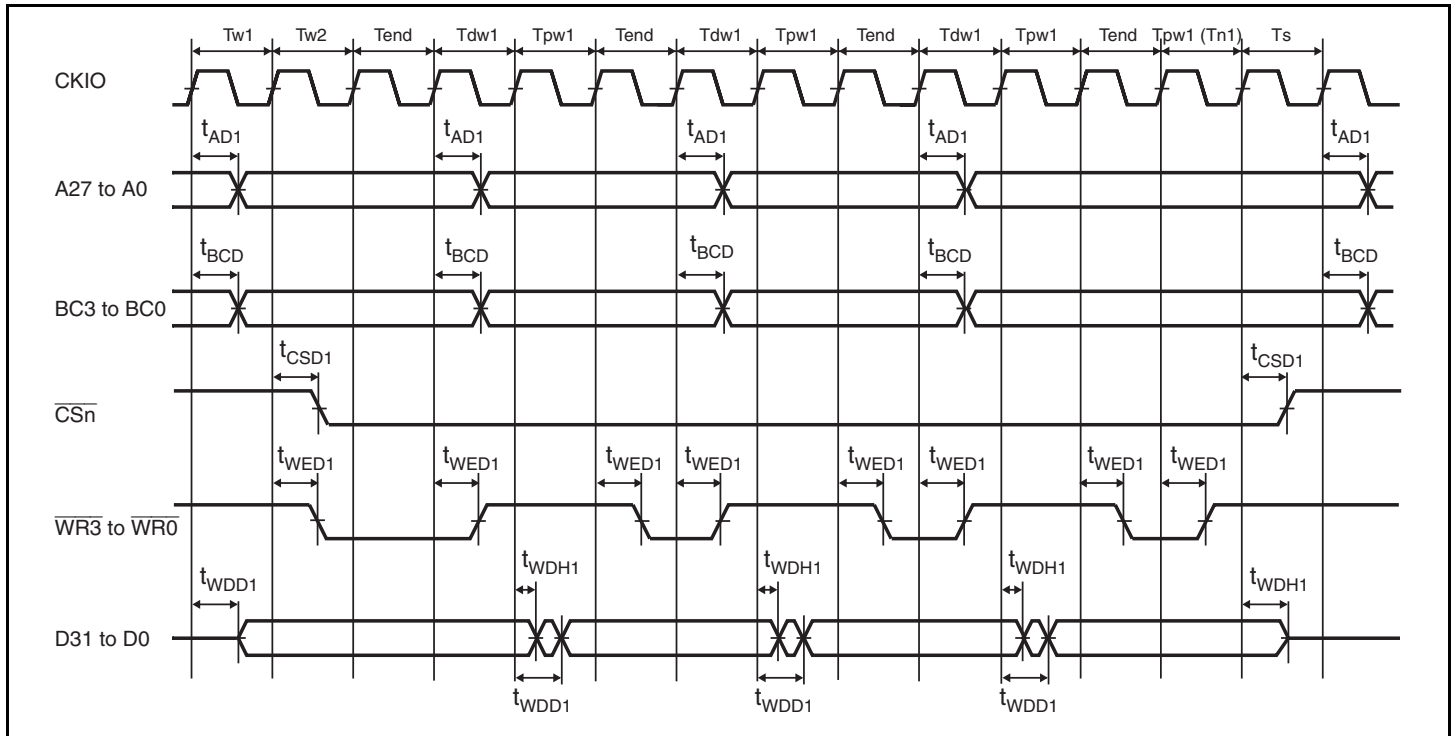 Tw1 Tw2 Tend Tdw1 Tpw1 Tend Tdw1 Tpw1 Tend Tdw1 Tpw1 Tend Tpw1 (Tn1) Ts
CKIO
tAD1 tAD1 tAD1 tAD1 tAD1
A27 to A0
tBCD tBCD tBCD tBCD tBCD
BC3 to BC0
tCSD1 tCSD1
CSn
tWED1 tWED1 tWED1 tWED1 tWED1 tWED1 tWED1 tWED1
WR3 to WR0
tWDD1 tWDH1 tWDH1 tWDH1 tWDH1
D31 to D0
tWDD1 tWDD1 tWDD1